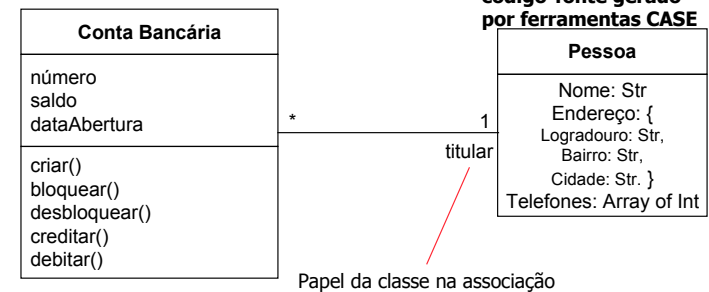 código fonte gerado
por ferramentas CASE
Conta Bancária
número
saldo
dataAbertura
criar()
bloquear()
desbloquear()
creditar()
debitar()
*
1
titular
Pessoa
Nome: Str
Endereço: {
Logradouro: Str,
Bairro: Str,
Cidade: Str. }
Telefones: Array of Int
Papel da classe na associação